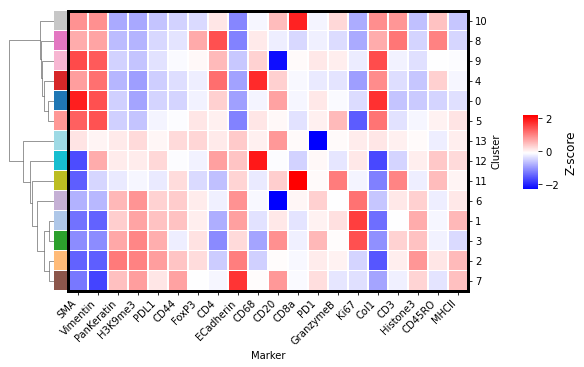 10
8
9
4
0
5
13
12
11
6
1
3
2
7
Cluster
SMA
Vimentin
PanKeratin
H3K9me3
PDL1
CD44
FoxP3
CD4
ECadherin
CD68
CD20
CD8a
PD1
GranzymeB
Ki67
Col1
CD3
Histone3
CD45RO
MHCII
Marker
2
0
−2
Z-score